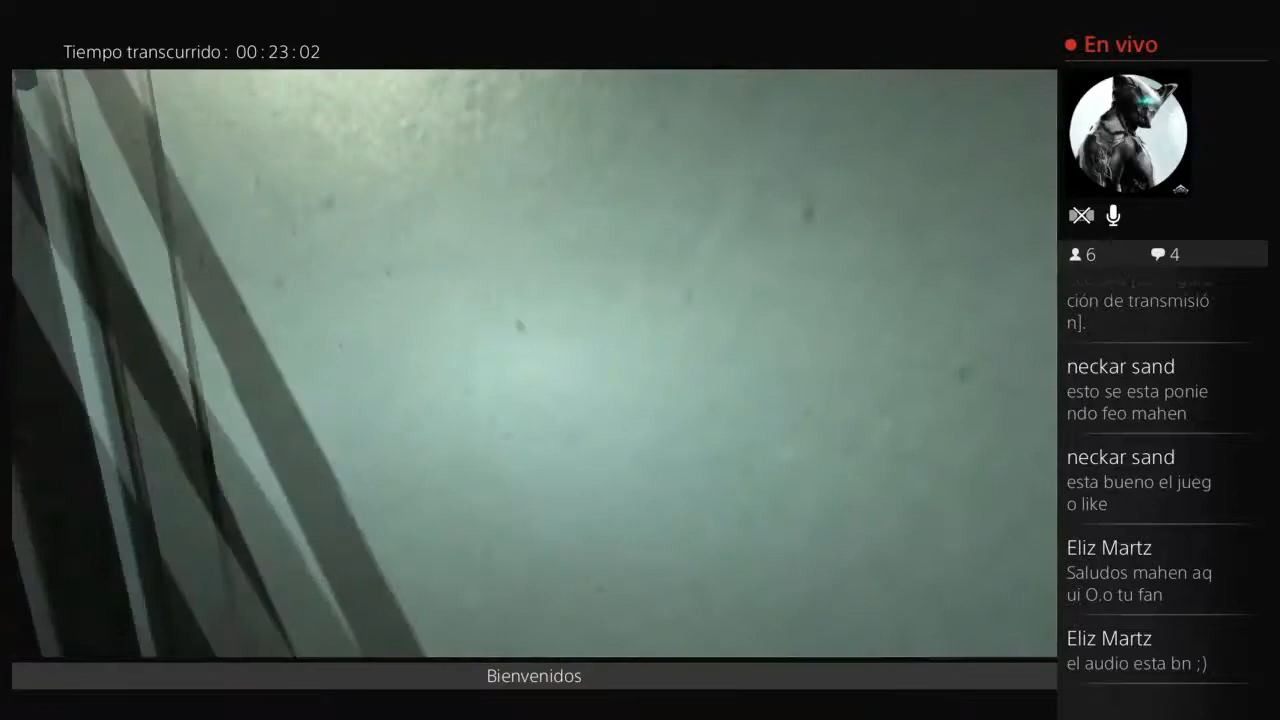 Tiempo transcurrido: 00:23:02
En vivo
6 4
ción de transmisió
n].
neckar sand
esto se esta ponie
ndo feo mahen
neckar sand
esta bueno el jueg
o like
Eliz Martz
Saludos mahen aq
ui O.o tu fan
Eliz Martz
el audio esta bn ;)
Bienvenidos